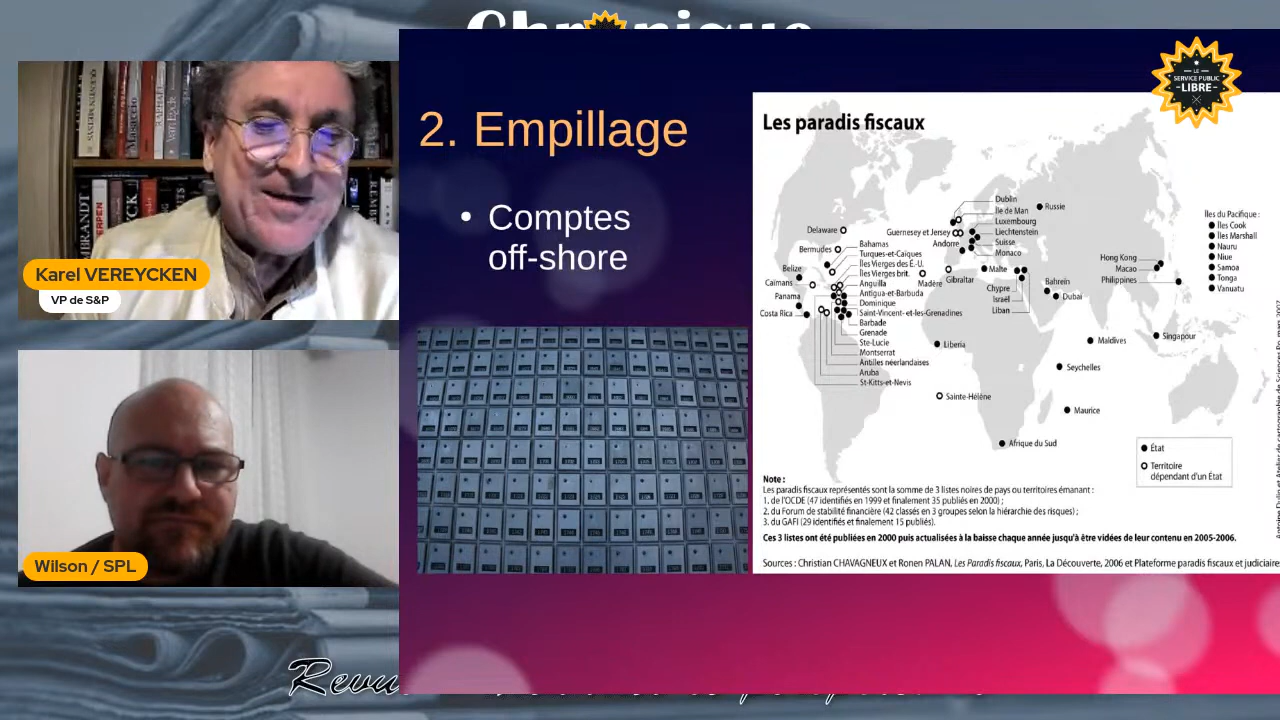 Chronique
LE
SERVICE PUBLIC
LIBRE
Karel VEREYCKEN
VP de S&P
Wilson / SPL
2. Empillage
• Comptes
off-shore
Les paradis fiscaux
Dublin
Île de Man
Luxembourg
Liechtenstein
Suisse
Monaco
Guernesey et Jersey
Andorre
Russie
Delaware
Bermudes
Belize
Caïmans
Panama
Costa Rica
Bahamas
Turques-et-Caïques
Îles Vierges des É.-U.
Îles Vierges brit.
Anguilla
Antigua-et-Barbuda
Dominique
Saint-Vincent- et-les-Grenadines
Barbade
Grenade
Ste-Lucie
Montserrat
Antilles néerlandaises
Aruba
St-Kitts-et-Nevis
Madère
Gibraltar
Malte
Chypre
Israël
Liban
Bahreïn
Dubaï
Hong Kong
Macao
Philippines
Îles du Pacifique :
Îles Cook
Îles Marshall
Nauru
Niue
Samoa
Tonga
Vanuatu
Liberia
Maldives
Singapour
Seychelles
Sainte-Hélène
Maurice
Afrique du Sud
État
Territoire
dépendant d'un État
Note :
Les paradis fiscaux représentés sont la somme de 3 listes noires de pays ou territoires émanant :
1. de l'OCDE (47 identifiés en 1999 et finalement 35 publiés en 2000) ;
2. du Forum de stabilité financière (42 classés en 3 groupes selon la hiérarchie des risques) ;
3. du GAFI (29 identifiés et finalement 15 publiés).
Ces 3 listes ont été publiées en 2000 puis actualisées à la baisse chaque année jusqu'à être vidées de leur contenu en 2005-2006.
Sources : Christian CHAVAGNEUX et Ronen PALAN, Les Paradis fiscaux, Paris, La Découverte, 2006 et Plateforme paradis fiscaux et judiciaires
REMBRANDT